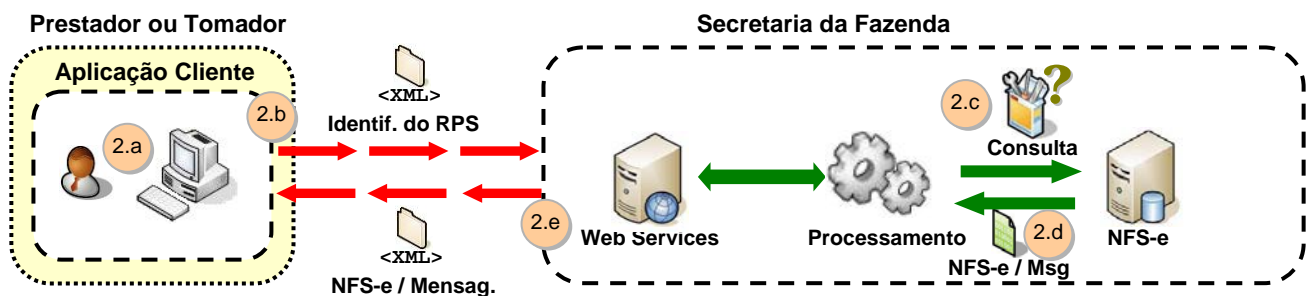 Prestador ou Tomador
Secretaria da Fazenda
Aplicação Cliente
<XML>
2.a
2.b
Identif. do RPS
2.c
Consulta
2.e
Web Services
Processamento
2.d
NFS-e
NFS-e / Msg
<XML>
NFS-e / Mensag.